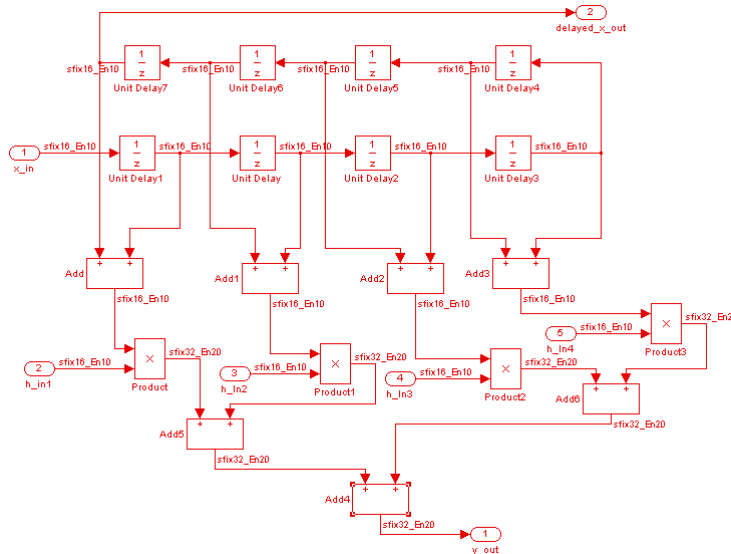 2
delayed_x_out
1
z
1
z
1
z
1
z
sfix16_En10
sfix16_En10
sfix16_En10
sfix16_En10
Unit Delay7
Unit Delay6
Unit Delay5
Unit Delay4
1
sfix16_En10
1
z
sfix16_En10
1
z
sfix16_En10
1
z
sfix16_En10
1
z
sfix16_En10
x_in
Unit Delay1
Unit Delay
Unit Delay2
Unit Delay3
+ +
+ +
+ +
+ +
Add
Add1
Add2
Add3
sfix16_En10
sfix16_En10
sfix16_En10
sfix16_En10
sfix32_En2
×
5
sfix16_En10
h_In4
Product3
2
sfix16_En10
h_in1
×
sfix32_En20
Product
3
sfix16_En10
h_In2
×
sfix32_En20
Product1
4
sfix16_En10
h_In3
×
sfix32_En20
Product2
+ +
Add6
sfix32_En20
+ +
Add5
sfix32_En20
+ +
Add4
sfix32_En20
1
y_out